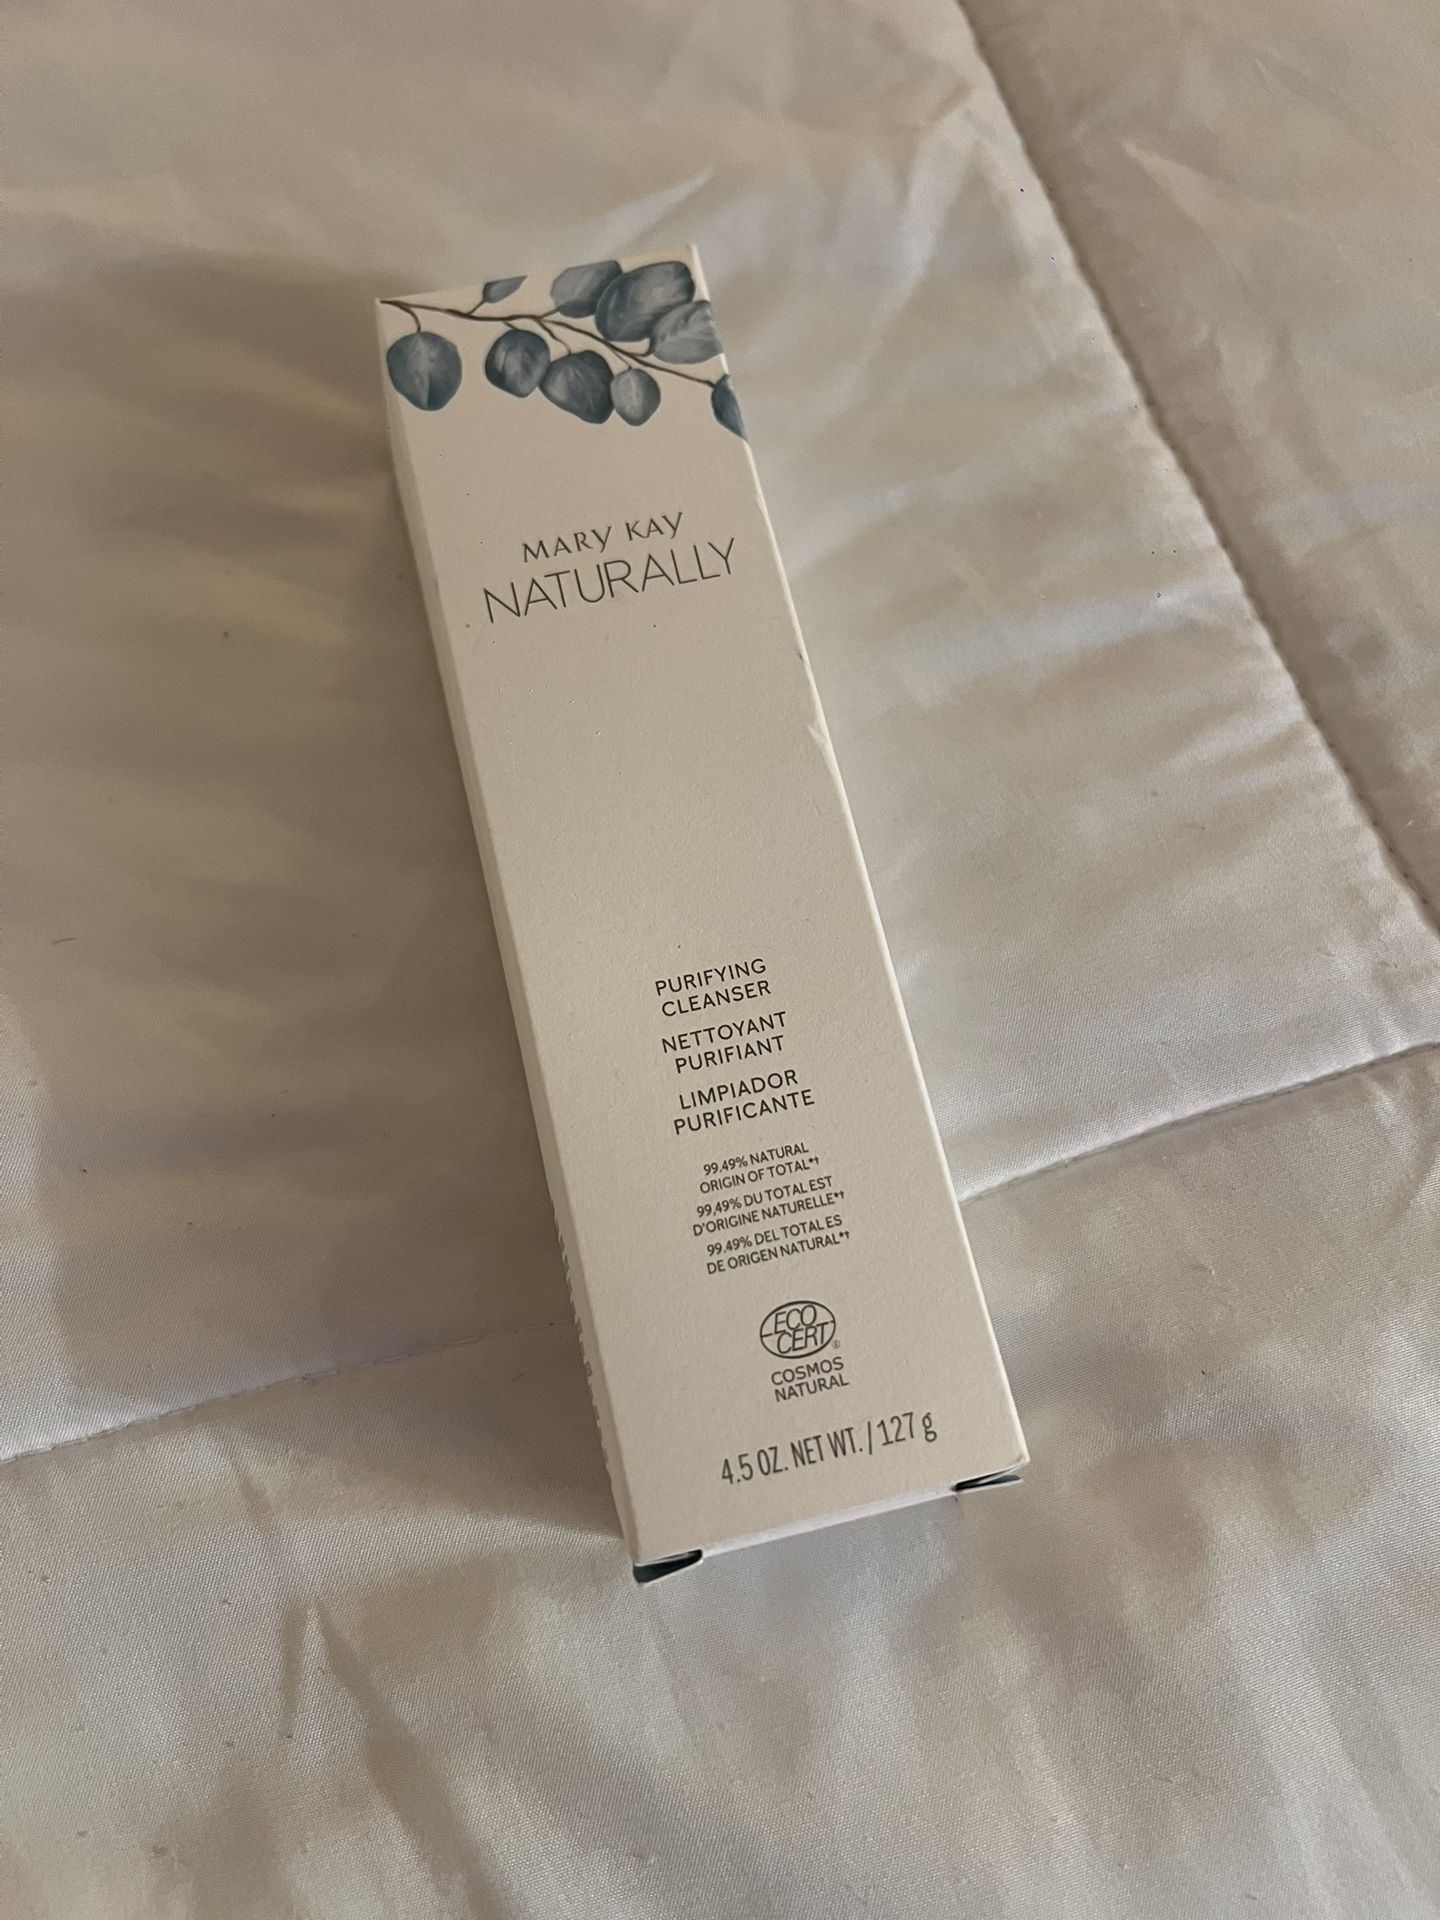 MARY KAY
NATURALLY
PURIFYING
CLEANSER
NETTOYANT
PURIFIANT
LIMPIADOR
PURIFICANTE
99.49% NATURAL
ORIGIN OF TOTAL*†
99,49% DU TOTAL EST
D'ORIGINE NATURELLE*†
99.49% DEL TOTAL ES
DE ORIGEN NATURAL*†
ECO
CERT®
COSMOS
NATURAL
4.5 OZ. NET WT. / 127 g